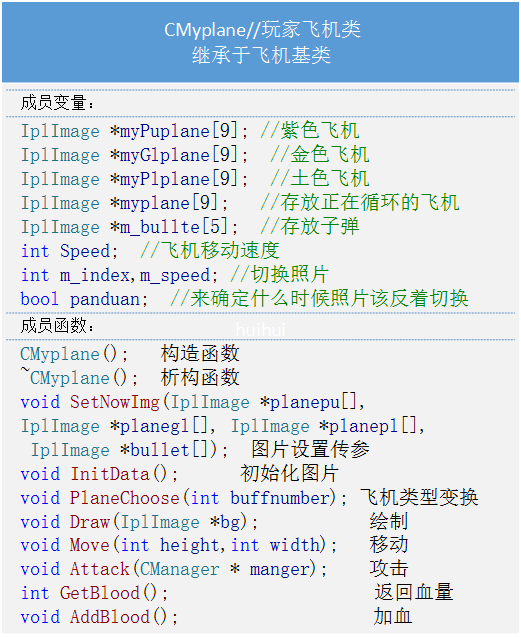 CMyplane//玩家飞机类
继承于飞机基类
成员变量:
IplImage *myPuplane[9]; //紫色飞机
IplImage *myGlplane[9]; //金色飞机
IplImage *myPlplane[9]; //土色飞机
IplImage *myplane[9]; //存放正在循环的飞机
IplImage *m_bullte[5]; //存放子弹
int Speed; //飞机移动速度
int m_index,m_speed; //切换照片
bool panduan; //来确定什么时候照片该反着切换
成员函数:
huihui
CMyplane(); 构造函数
~CMyplane(); 析构函数
void SetNowImg(IplImage *planepu[],
IplImage *planegl[], IplImage *planepl[],
IplImage *bullet[]); 图片设置传参
void InitData(); 初始化图片
void PlaneChoose(int buffnumber); 飞机类型变换
void Draw(IplImage *bg); 绘制
void Move(int height,int width); 移动
void Attack(CManager * manger); 攻击
int GetBlood(); 返回血量
void AddBlood(); 加血